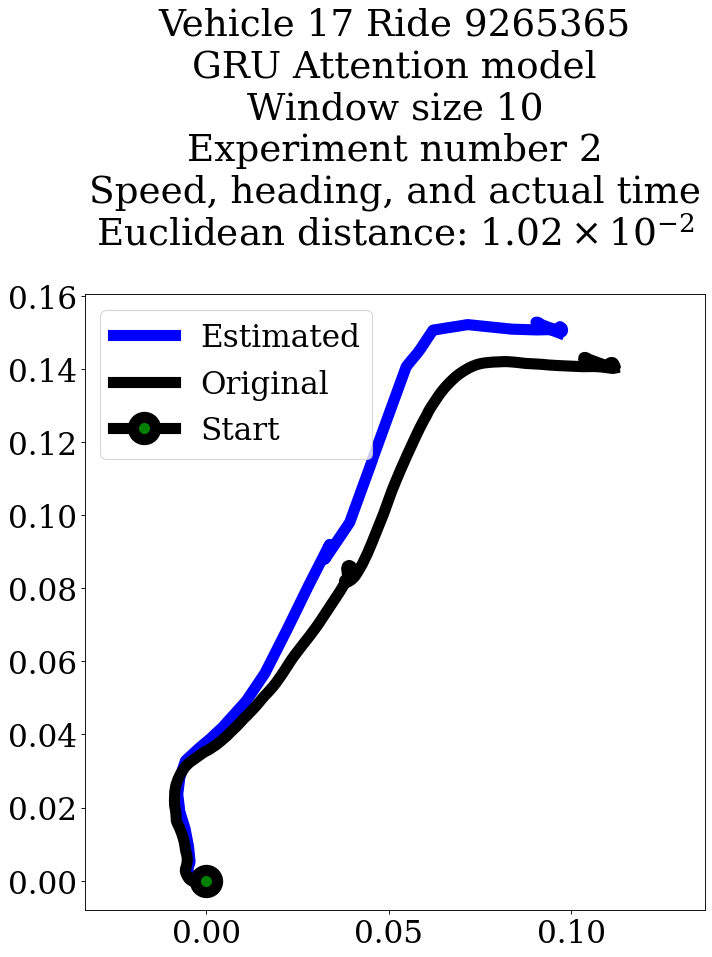 Vehicle 17 Ride 9265365
GRU Attention model
Window size 10
Experiment number 2
Speed, heading, and actual time
Euclidean distance: 1.02 × 10⁻²
0.16
0.14
0.12
0.10
0.08
0.06
0.04
0.02
0.00
Estimated
Original
Start
0.00 0.05 0.10